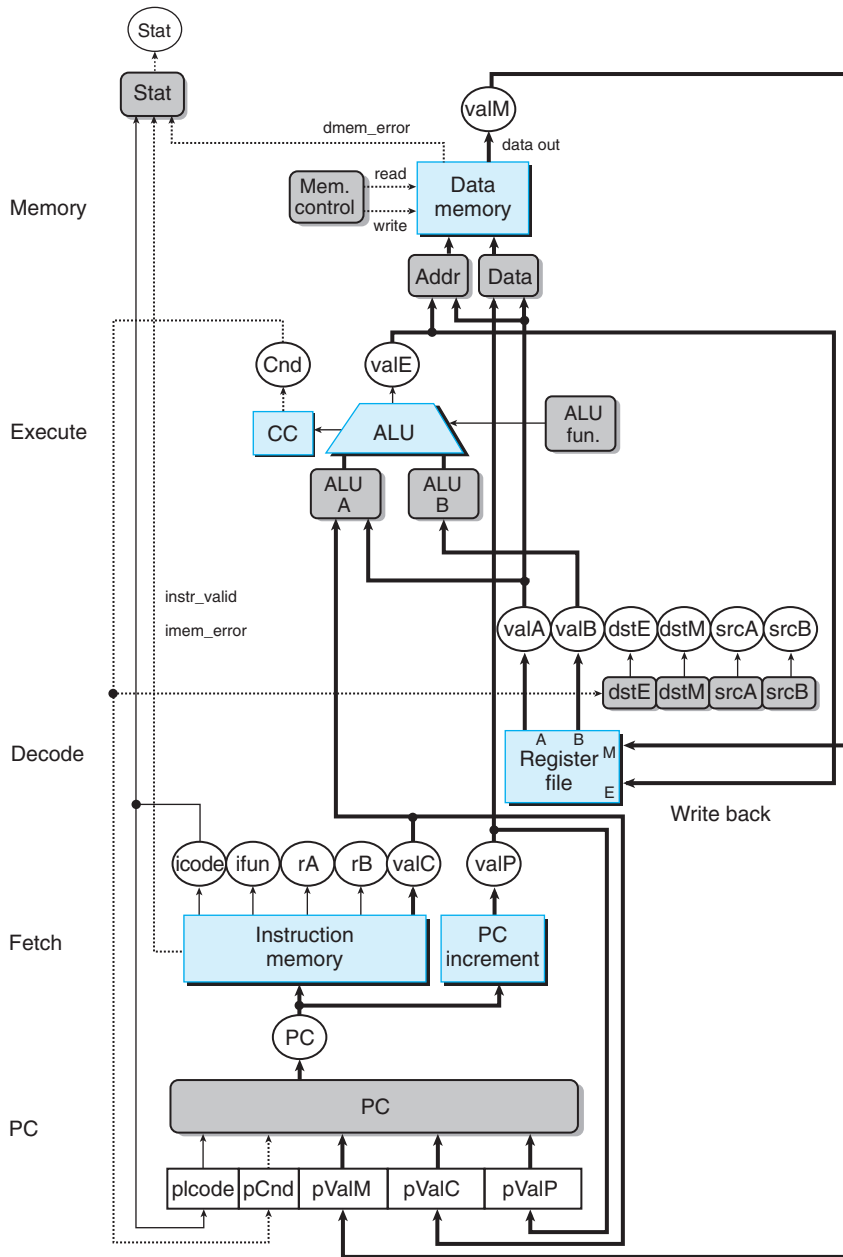 Stat
Stat
valM
dmem_error
data out
Memory
Mem.
control
read
write
Data
memory
Addr
Data
Cnd
valE
Execute
CC
ALU
ALU
fun.
ALU
A
ALU
B
instr_valid
imem_error
valA
valB
dstE
dstM
srcA
srcB
dstE
dstM
srcA
srcB
Decode
A
B
M
Register
file
E
Write back
icode
ifun
rA
rB
valC
valP
Fetch
Instruction
memory
PC
increment
PC
PC
PC
pIcode
pCnd
pValM
pValC
pValP